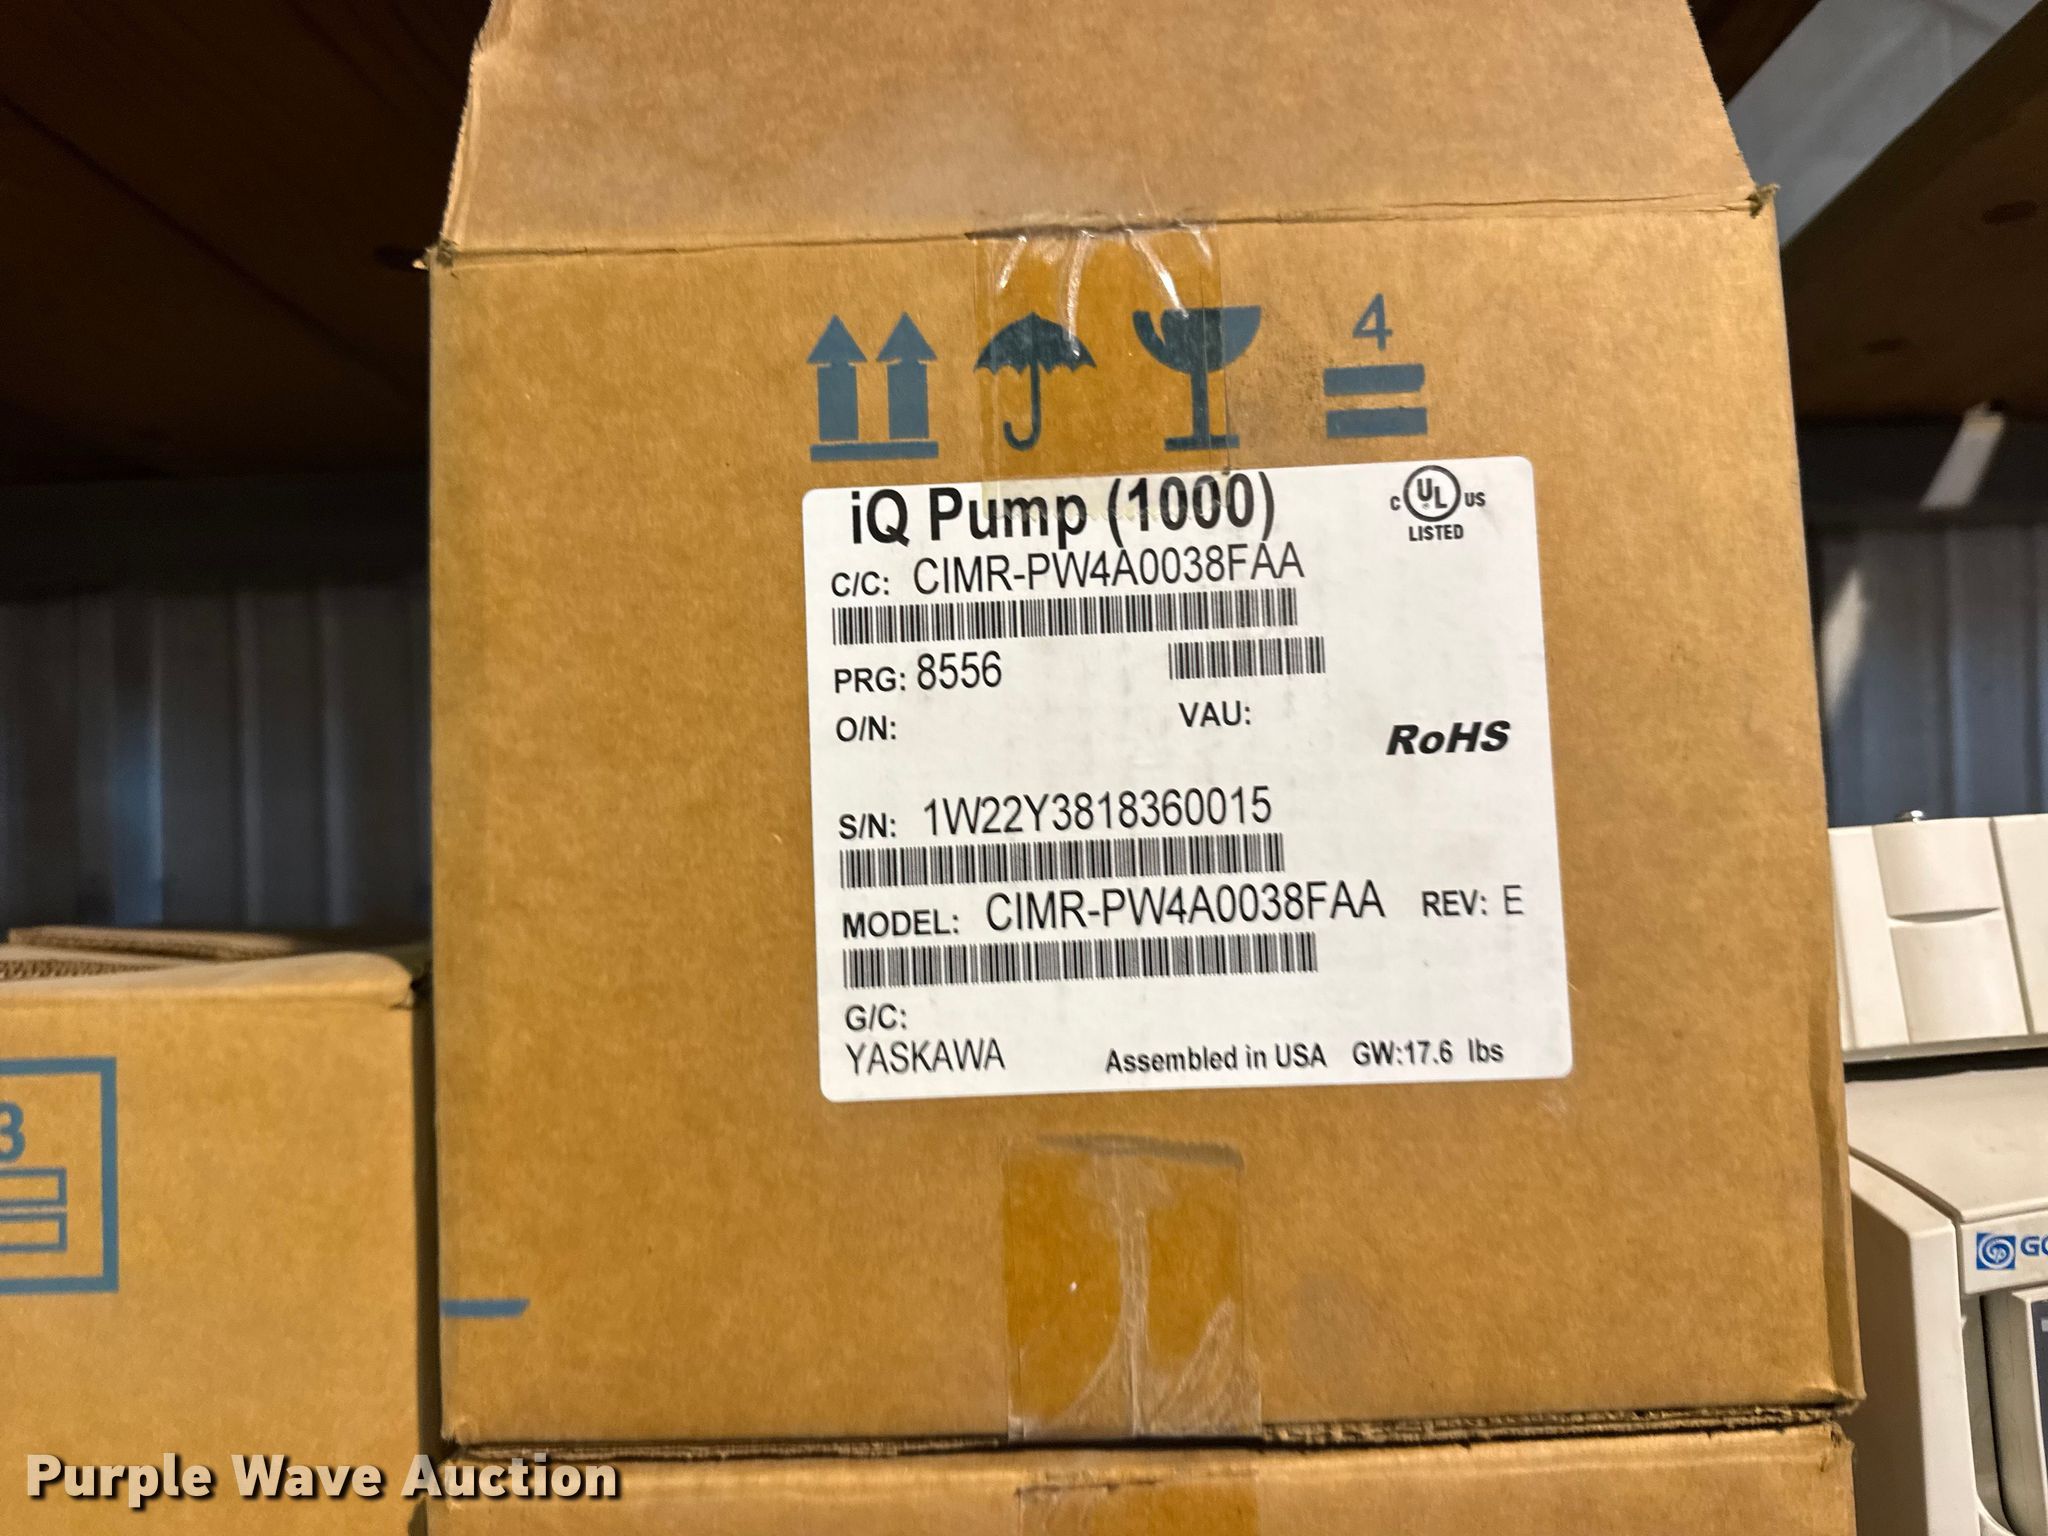 4
iQ Pump (1000)
C UL US
LISTED
C/C: CIMR-PW4A0038FAA
PRG: 8556
O/N:
VAU:
RoHS
S/N: 1W22Y3818360015
MODEL: CIMR-PW4A0038FAA REV: E
G/C:
YASKAWA
Assembled in USA GW:17.6 lbs
3
Purple Wave Auction